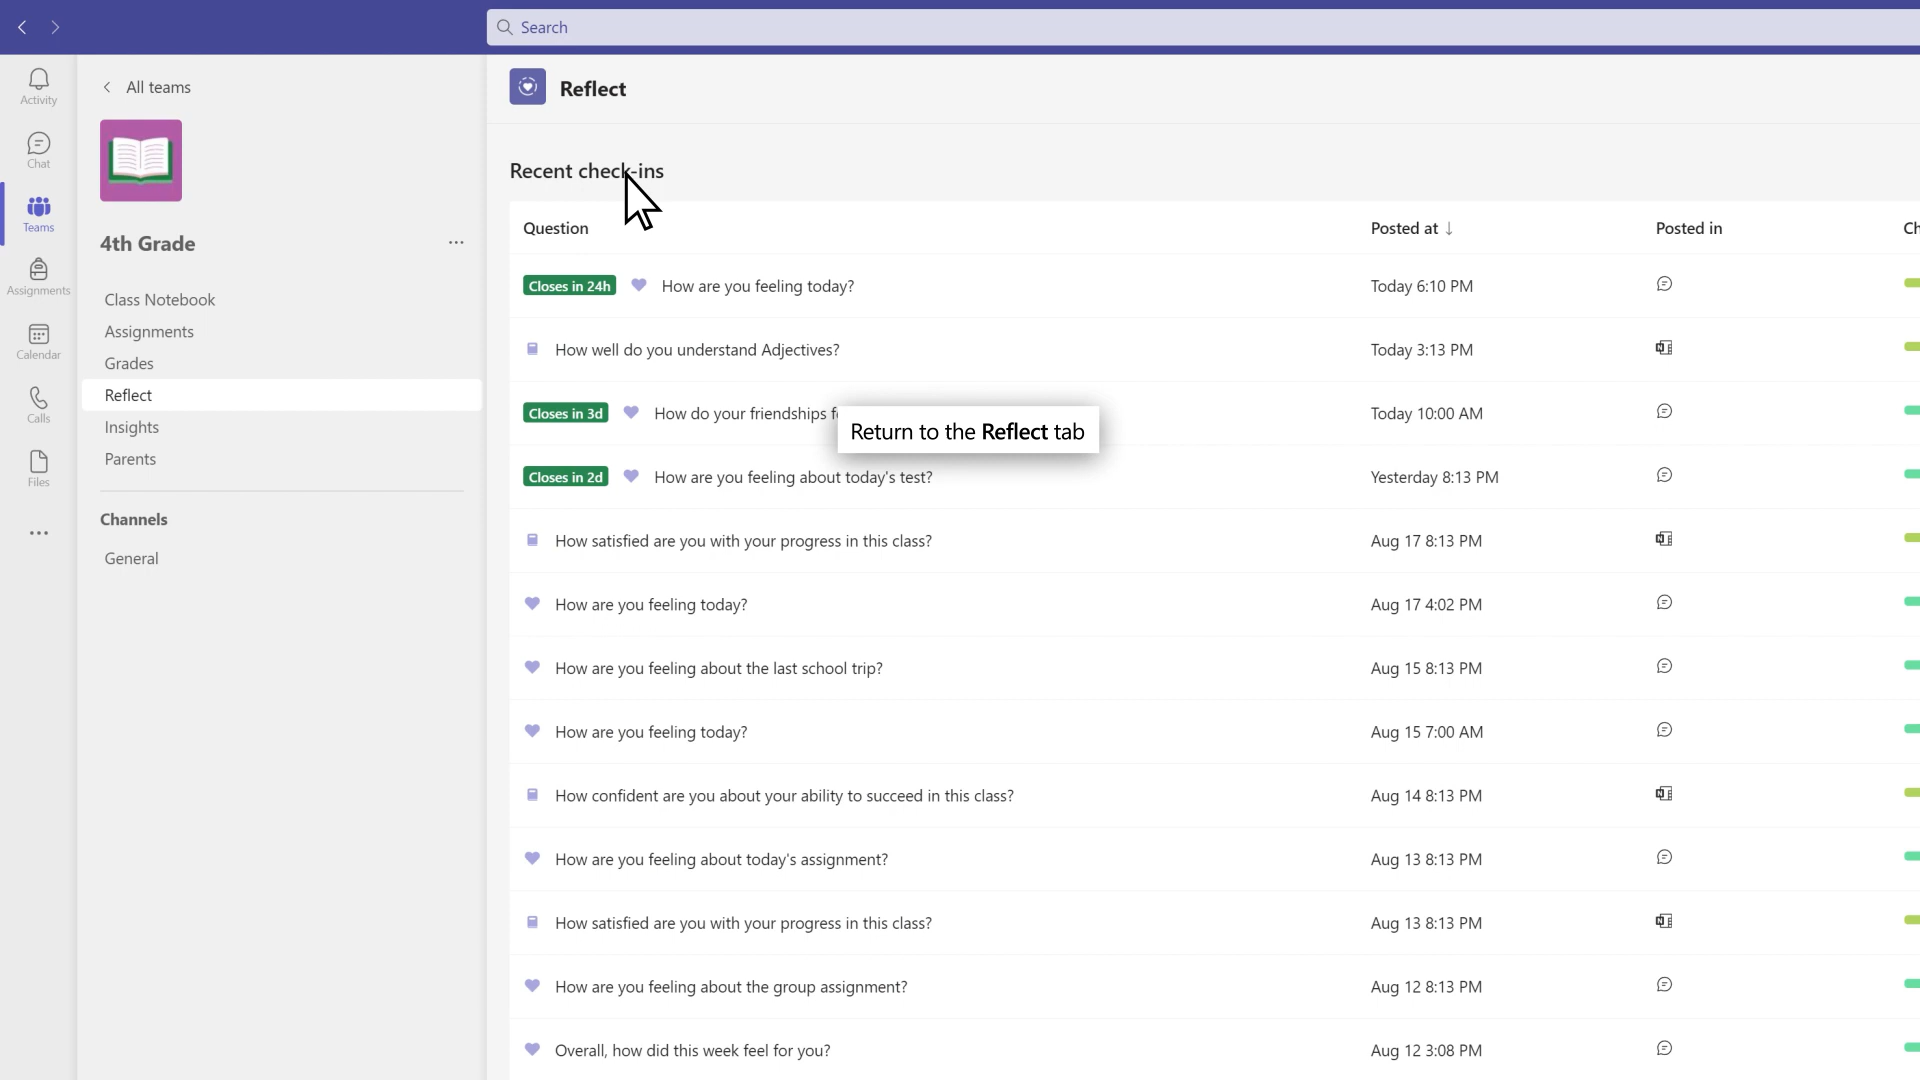 Search
Activity
Chat
Teams
Assignments
Calendar
Calls
Files
All teams
4th Grade
Class Notebook
Assignments
Grades
Reflect
Insights
Parents
Channels
General
Reflect
Recent check-ins
Question Posted at ↓ Posted in
Closes in 24h How are you feeling today? Today 6:10 PM
How well do you understand Adjectives? Today 3:13 PM
Closes in 3d How do your friendships Today 10:00 AM
Return to the Reflect tab
Closes in 2d How are you feeling about today's test? Yesterday 8:13 PM
How satisfied are you with your progress in this class? Aug 17 8:13 PM
How are you feeling today? Aug 17 4:02 PM
How are you feeling about the last school trip? Aug 15 8:13 PM
How are you feeling today? Aug 15 7:00 AM
How confident are you about your ability to succeed in this class? Aug 14 8:13 PM
How are you feeling about today's assignment? Aug 13 8:13 PM
How satisfied are you with your progress in this class? Aug 13 8:13 PM
How are you feeling about the group assignment? Aug 12 8:13 PM
Overall, how did this week feel for you? Aug 12 3:08 PM